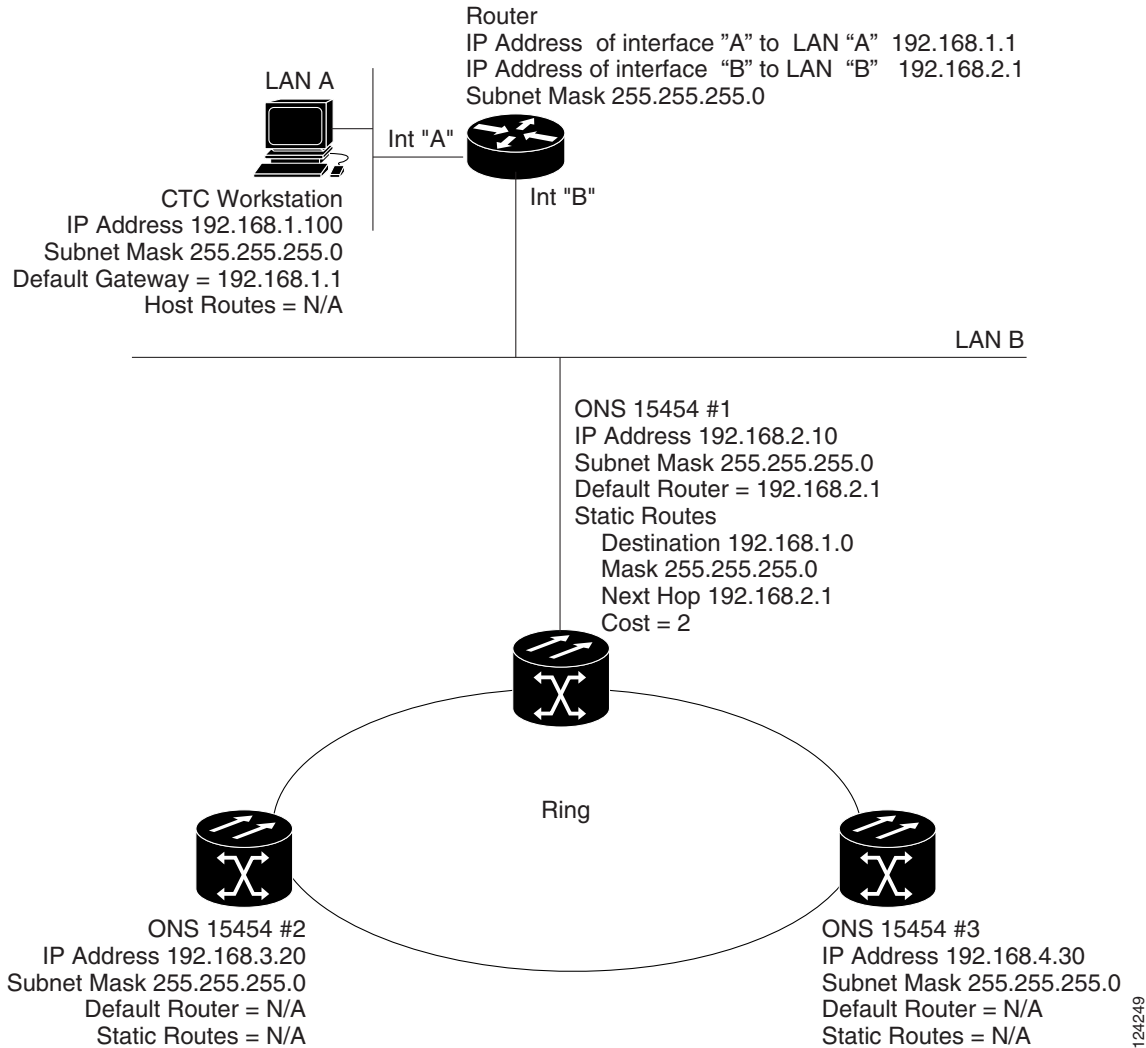 Router
IP Address of interface ”A” to LAN “A” 192.168.1.1
IP Address of interface “B” to LAN “B” 192.168.2.1
Subnet Mask 255.255.255.0
LAN A
Int "A"
Int "B"
CTC Workstation
IP Address 192.168.1.100
Subnet Mask 255.255.255.0
Default Gateway = 192.168.1.1
Host Routes = N/A
LAN B
ONS 15454 #1
IP Address 192.168.2.10
Subnet Mask 255.255.255.0
Default Router = 192.168.2.1
Static Routes
Destination 192.168.1.0
Mask 255.255.255.0
Next Hop 192.168.2.1
Cost = 2
Ring
ONS 15454 #2
IP Address 192.168.3.20
Subnet Mask 255.255.255.0
Default Router = N/A
Static Routes = N/A
ONS 15454 #3
IP Address 192.168.4.30
Subnet Mask 255.255.255.0
Default Router = N/A
Static Routes = N/A
124249